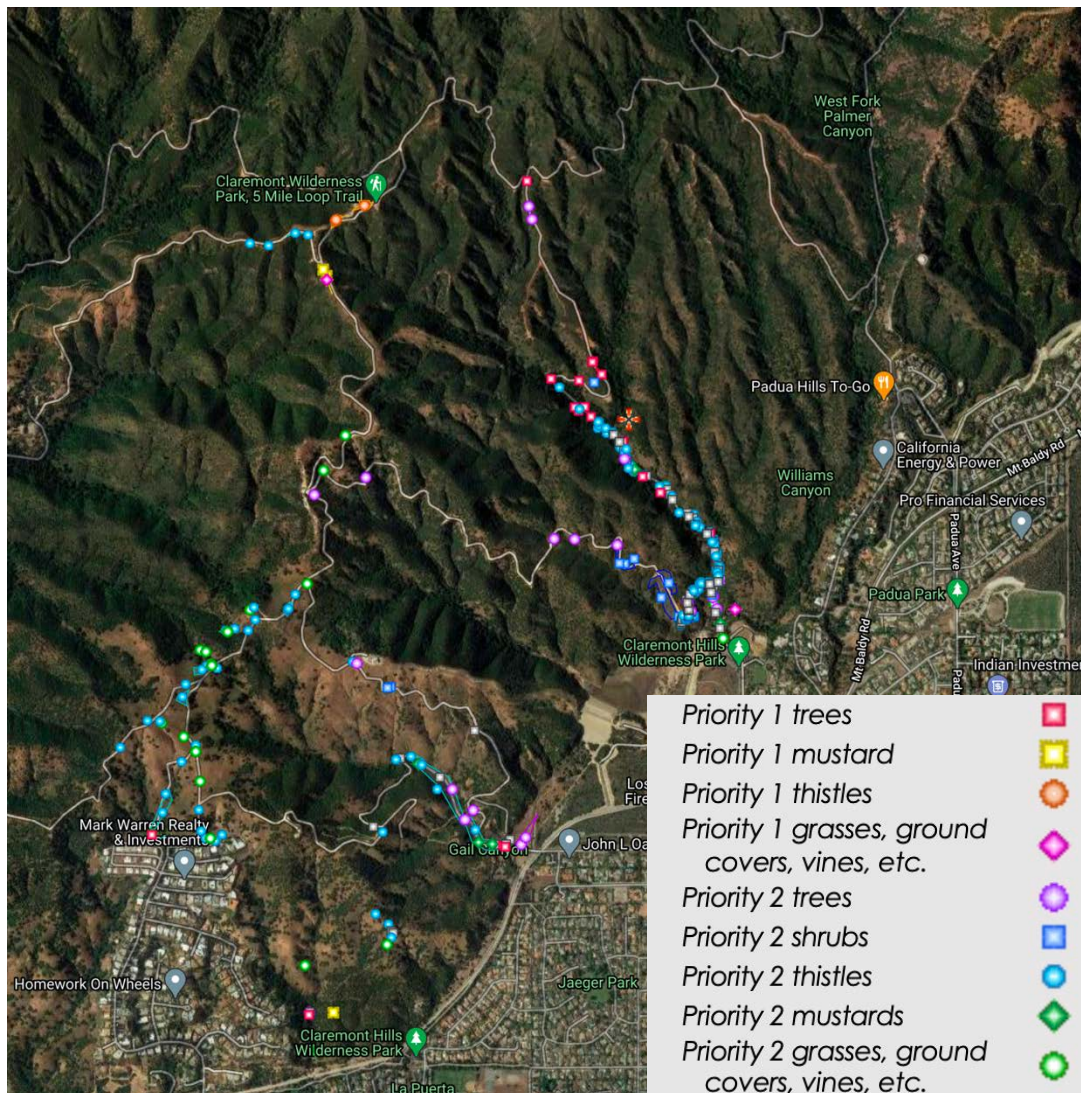 West Fork
Palmer
Canyon
Claremont Wilderness
Park, 5 Mile Loop Trail
Padua Hills To-Go
California
Energy & Power
Mt Baldy Rd
Williams
Canyon
Pro Financial Services
Padua Ave
Padua Park
Claremont Hills
Wilderness Park
Mt Baldy Rd
Indian Investment
Padu
Los
Fire
Mark Warren Realty
& Investments
Gail Canyon
John L Oa
Homework On Wheels
Jaeger Park
Claremont Hills
Wilderness Park
La Puerta
Priority 1 trees
Priority 1 mustard
Priority 1 thistles
Priority 1 grasses, ground
covers, vines, etc.
Priority 2 trees
Priority 2 shrubs
Priority 2 thistles
Priority 2 mustards
Priority 2 grasses, ground
covers, vines, etc.